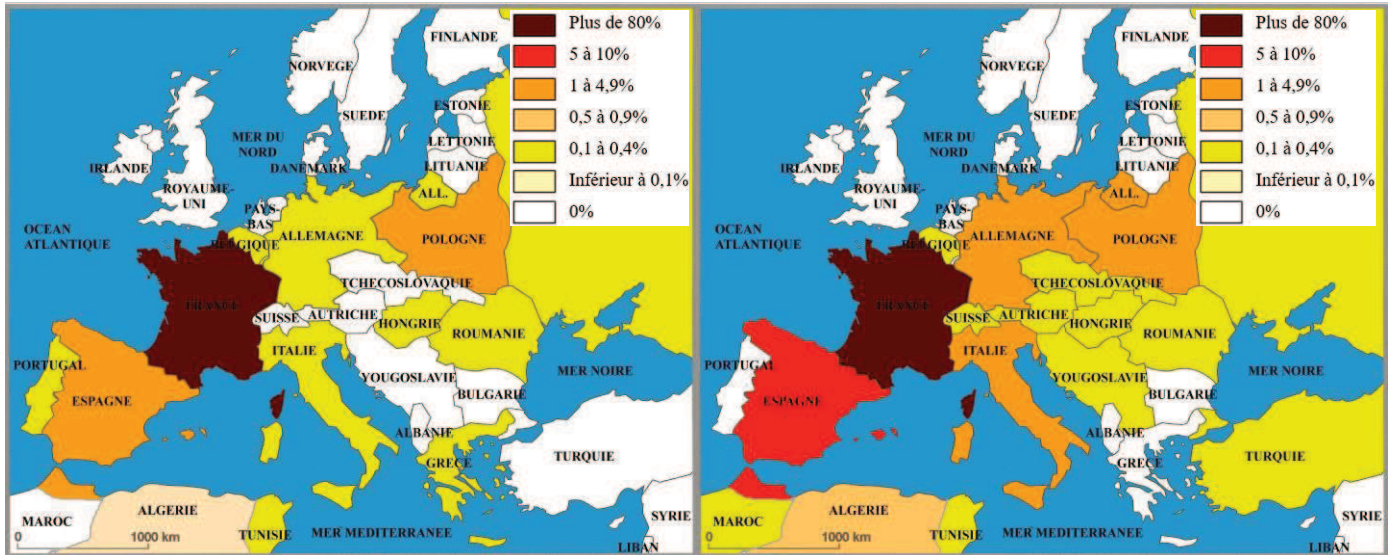 Plus de 80%
5 à 10%
1 à 4,9%
0,5 à 0,9%
0,1 à 0,4%
Inférieur à 0,1%
0%
FINLANDE
NORVEGE
SUEDE
ESTONIE
LETTONIE
LITUANIE
MER DU
NORD
DANEMARK
IRLANDE
ROYAUME-
UNI
ALL.
PAYS-
BAS
OCEAN
ATLANTIQUE
BELGIQUE
ALLEMAGNE
POLOGNE
TCHECOSLOVAQUIE
FRANCE
SUISSE
AUTRICHE
HONGRIE
ROUMANIE
ITALIE
PORTUGAL
YOUGOSLAVIE
MER NOIRE
BULGARIE
ESPAGNE
ALBANIE
TURQUIE
GRECE
ALGERIE
MAROC
TUNISIE
MER MEDITERRANEE
SYRIE
LIBAN
0
1000 km
Plus de 80%
5 à 10%
1 à 4,9%
0,5 à 0,9%
0,1 à 0,4%
Inférieur à 0,1%
0%
FINLANDE
NORVEGE
SUEDE
ESTONIE
LETTONIE
LITUANIE
MER DU
NORD
DANEMARK
IRLANDE
ROYAUME-
UNI
ALL.
PAYS-
BAS
OCEAN
ATLANTIQUE
BELGIQUE
ALLEMAGNE
POLOGNE
TCHECOSLOVAQUIE
FRANCE
SUISSE
AUTRICHE
HONGRIE
ROUMANIE
ITALIE
PORTUGAL
YOUGOSLAVIE
MER NOIRE
BULGARIE
ESPAGNE
ALBANIE
TURQUIE
GRECE
ALGERIE
MAROC
TUNISIE
MER MEDITERRANEE
SYRIE
LIBAN
0
1000 km